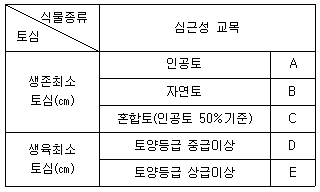 식물종류
토심
심근성 교목
생존최소
토심(㎝)
인공토 A
자연토 B
혼합토(인공토 50%기준) C
생육최소
토심(㎝)
토양등급 중급이상 D
토양등급 상급이상 E